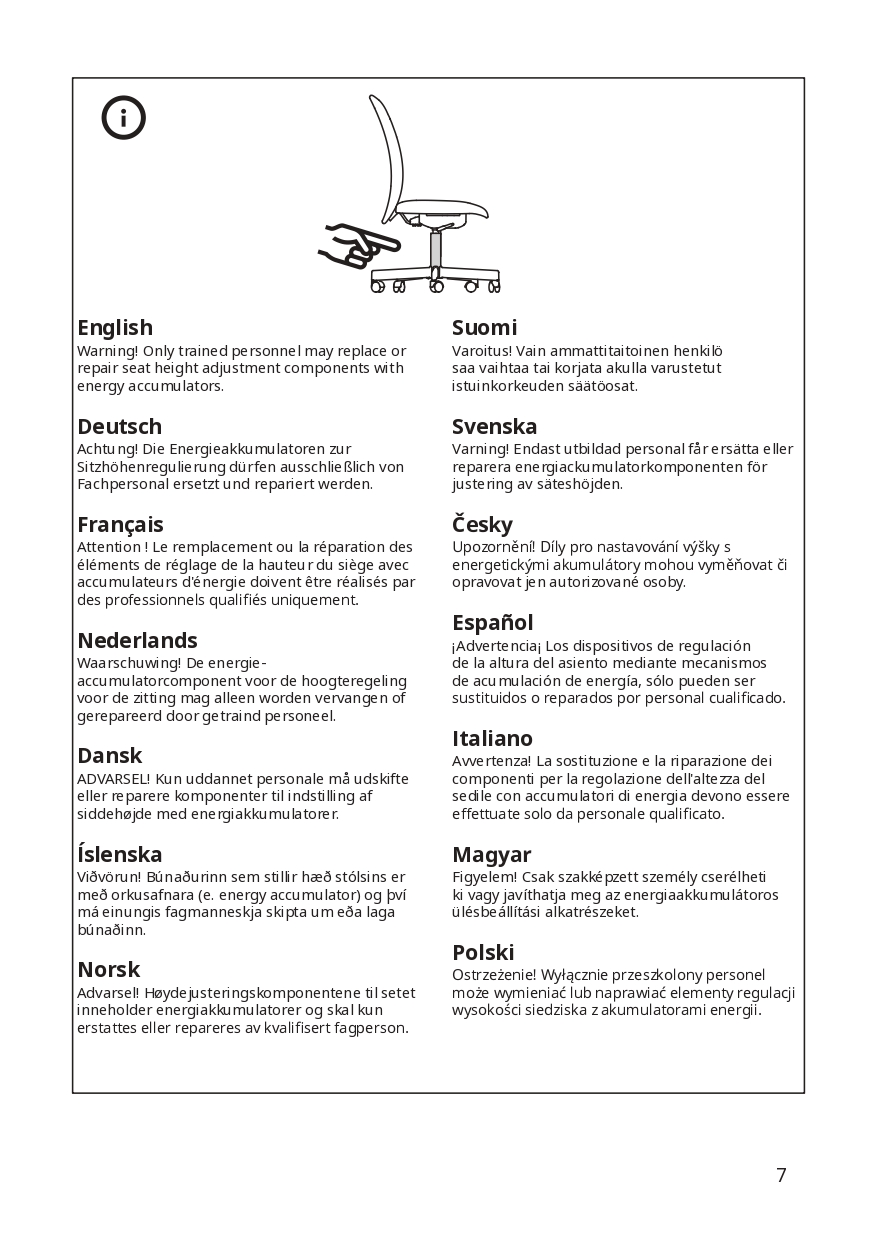 English
Warning! Only trained personnel may replace or
repair seat height adjustment components with
energy accumulators.
Deutsch
Achtung! Die Energieakkumulatoren zur
Sitzhöhenregulierung dürfen ausschließlich von
Fachpersonal ersetzt und repariert werden.
Français
Attention ! Le remplacement ou la réparation des
éléments de réglage de la hauteur du siège avec
accumulateurs d'énergie doivent être réalisés par
des professionnels qualifiés uniquement.
Nederlands
Waarschuwing! De energie-
accumulatorcomponent voor de hoogteregeling
voor de zitting mag alleen worden vervangen of
gerepareerd door getraind personeel.
Dansk
ADVARSEL! Kun uddannet personale må udskifte
eller reparere komponenter til indstilling af
siddehøjde med energiakkumulatorer.
Íslenska
Viðvörun! Búnaðurinn sem stillir hæð stólsins er
með orkusafnara (e. energy accumulator) og því
má einungis fagmanneskja skipta um eða laga
búnaðinn.
Norsk
Advarsel! Høydejusteringskomponentene til setet
inneholder energiakkumulatorer og skal kun
erstattes eller repareres av kvalifisert fagperson.
Suomi
Varoitus! Vain ammattitaitoinen henkilö
saa vaihtaa tai korjata akulla varustetut
istuinkorkeuden säätöosat.
Svenska
Varning! Endast utbildad personal får ersätta eller
reparera energiackumulatorkomponenten för
justering av säteshöjden.
Česky
Upozornění! Díly pro nastavování výšky s
energetickými akumulátory mohou vyměňovat či
opravovat jen autorizované osoby.
Español
¡Advertencia¡ Los dispositivos de regulación
de la altura del asiento mediante mecanismos
de acumulación de energía, sólo pueden ser
sustituidos o reparados por personal cualificado.
Italiano
Avvertenza! La sostituzione e la riparazione dei
componenti per la regolazione dell'altezza del
sedile con accumulatori di energia devono essere
effettuate solo da personale qualificato.
Magyar
Figyelem! Csak szakképzett személy cserélheti
ki vagy javíthatja meg az energiaakkumulátoros
ülésbeállítási alkatrészeket.
Polski
Ostrzeżenie! Wyłącznie przeszkolony personel
może wymieniać lub naprawiać elementy regulacji
wysokości siedziska z akumulatorami energii.
7